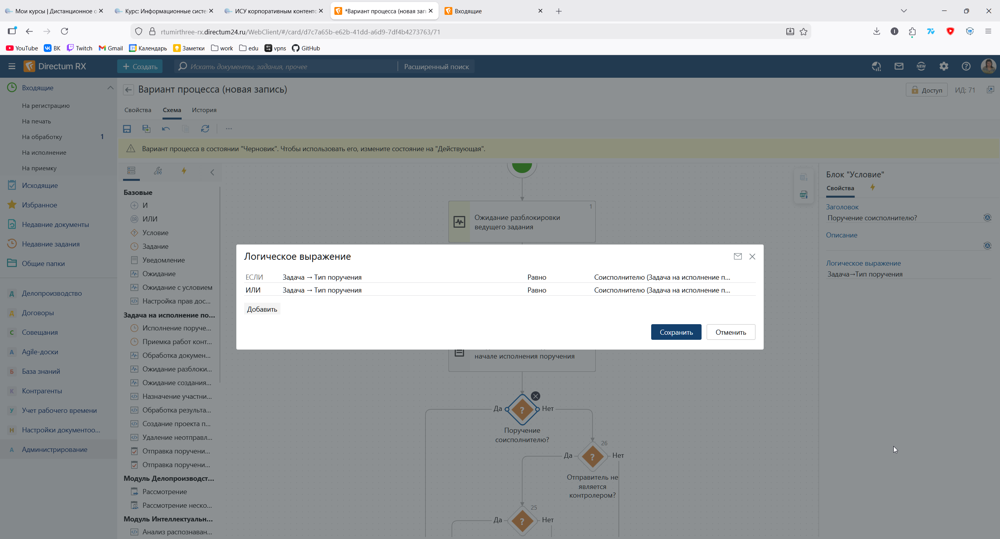 Мои курсы | Дистанционное о
Курс: Информационные систе
ИСУ корпоративным контенто
*Вариант процесса (новая зап
Входящие
rtumirthree-rx.directum24.ru/WebClient/#/card/d7c7a65b-e62b-41dd-a6d9-7df4b4273763/71
YouTube
ВК
Twitch
Gmail
Календарь
Заметки
work
edu
vpns
GitHub
Directum RX
Создать
Искать документы, задания, прочее
Расширенный поиск
NEW
Входящие
На регистрацию
На печать
На обработку 1
На исполнение
На приемку
Исходящие
Избранное
Недавние документы
Недавние задания
Общие папки
Д Делопроизводство
Д Договоры
С Совещания
A Agile-доски
Б База знаний
К Контрагенты
У Учет рабочего времени
Н Настройки документоо...
А Администрирование
Вариант процесса (новая запись)
Доступ
ИД: 71
Свойства
Схема
История
Вариант процесса в состоянии "Черновик". Чтобы использовать его, измените состояние на "Действующая".
Базовые
И
OR ИЛИ
Условие
Задание
Уведомление
Ожидание
Ожидание с условием
Настройка прав дос...
Задача на исполнение по...
Исполнение поруче...
Приемка работ конт...
Обработка докумен...
Ожидание разблоки...
Ожидание создания...
Назначение участни...
Обработка результа...
Создание проекта п...
Удаление неотправл...
Отправка поручени...
Отправка поручени...
Модуль Делопроизводст...
Рассмотрение
Рассмотрение неско...
Модуль Интеллектуальн...
Анализ распознаван...
1
Ожидание разблокировки
ведущего задания
Логическое выражение
ЕСЛИ Задача → Тип поручения Равно Соисполнителю (Задача на исполнение п...
ИЛИ Задача → Тип поручения Равно Соисполнителю (Задача на исполнение п...
Добавить
Сохранить
Отменить
начале исполнения поручения
Да ? Нет
Поручение
соисполнителю?
26
Да ? Нет
Отправитель не
является
контролером?
25
Да ? Нет
Блок "Условие"
Свойства
Заголовок
Поручение соисполнителю?
Описание
Логическое выражение
Задача→Тип поручения